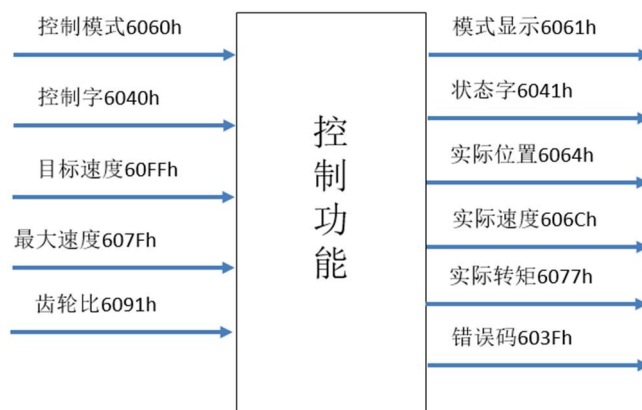 控制模式6060h
控制字6040h
目标速度60FFh
最大速度607Fh
齿轮比6091h
控
制
功
能
模式显示6061h
状态字6041h
实际位置6064h
实际速度606Ch
实际转矩6077h
错误码603Fh